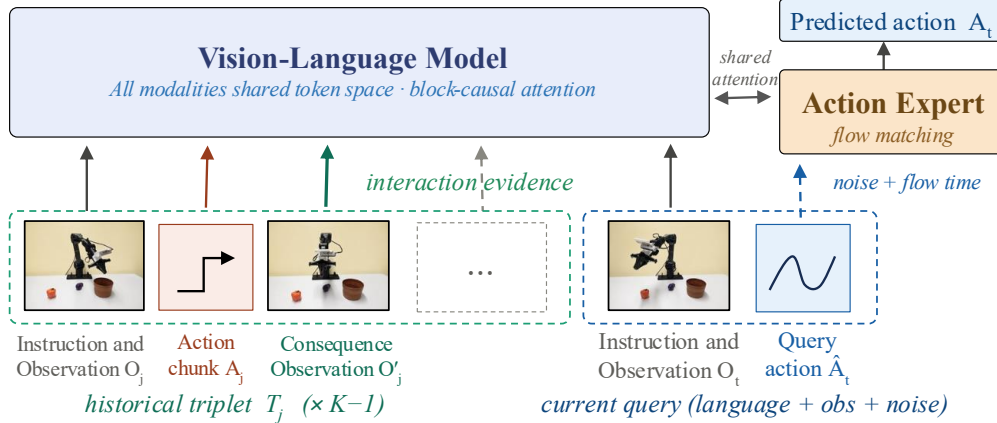 Predicted action A_t
Vision-Language Model
All modalities shared token space · block-causal attention
shared
attention
Action Expert
flow matching
interaction evidence
noise + flow time
...
Instruction and
Observation O_j
Action
chunk A_j
Consequence
Observation O′_j
Instruction and
Observation O_t
Query
action Â_t
historical triplet T_j (× K−1)
current query (language + obs + noise)